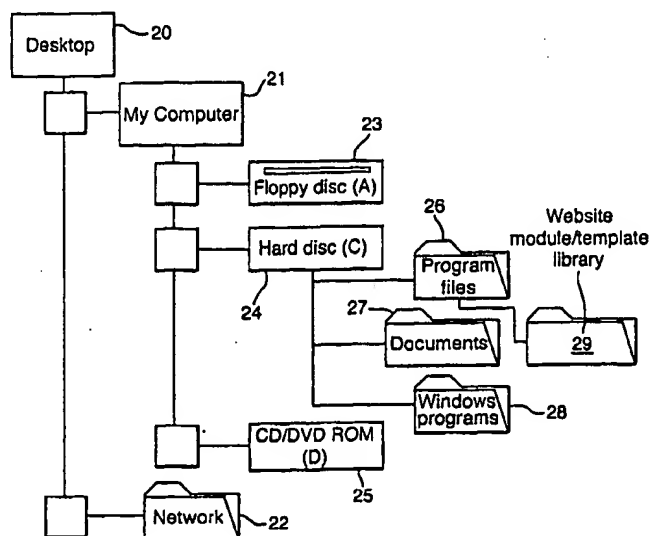 20
Desktop
21
My Computer
23
Floppy disc (A)
26
Website
module/template
library
Hard disc (C)
Program
files
24
27
Documents
29
Windows
programs
28
CD/DVD ROM
(D)
25
Network
22